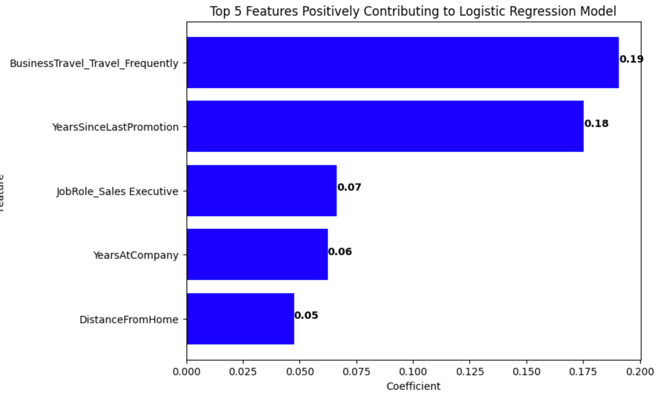 Top 5 Features Positively Contributing to Logistic Regression Model
BusinessTravel_Travel_Frequently
0.19
YearsSinceLastPromotion
0.18
JobRole_Sales Executive
0.07
YearsAtCompany
0.06
DistanceFromHome
0.05
0.000 0.025 0.050 0.075 0.100 0.125 0.150 0.175 0.200
Coefficient